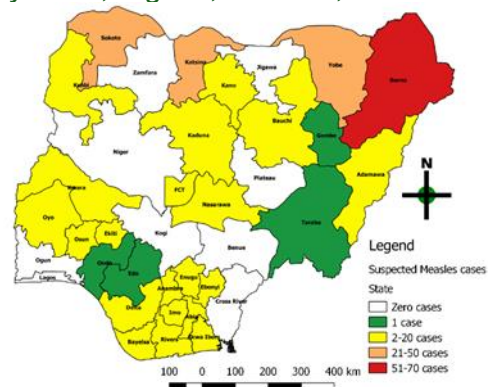 Sokoto
Katsina
Yobe
Borno
Zamfara
Jigawa
Kebbi
Kano
Bauchi
Gombe
Kaduna
Niger
Adamawa
Plateau
FCT
Nasarawa
Kwara
Taraba
Oyo
Kogi
Benue
Osun
Ekiti
Ogun
Lagos
Ondo
Edo
Enugu
Anambra
Ebonyi
Cross River
Delta
Imo
Abia
Bayelsa
Rivers
Akwa Ibom
N
Legend
Suspected Measles cases
State
Zero cases
1 case
2-20 cases
21-50 cases
51-70 cases
100 0 100 200 300 400 km